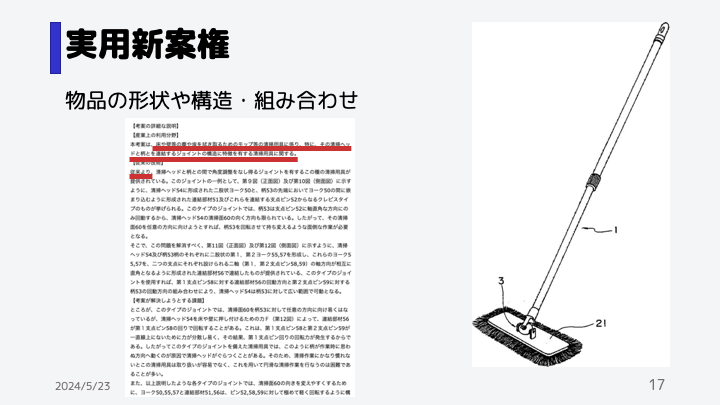 実用新案権
物品の形状や構造・組み合わせ
【考案の詳細な説明】
【産業上の利用分野】
本考案は、床や壁等の塵や埃を拭き取るためのモップ等の清掃用具に係り、特に、その清掃ヘッ
ドと柄とを連結するジョイントの構造に特徴を有する清掃用具に関する。
【従来の技術】
従来より、清掃ヘッドと柄との間で角度調整をなし得るジョイントを有するこの種の清掃用具が
提供されている。このジョイントの一例として、第9図（正面図）及び第10図（側面図）に示す
ように、清掃ヘッド54に形成された二股状ヨーク50と、柄53の先端においてヨーク50の間に嵌
まり込むように形成された連結部材51及びこれらを連結する支点ピン52からなるクレビスタイ
プのものが挙げられる。このタイプのジョイントでは、柄53は支点ピン52に軸直角な方向にの
み回動するから、清掃ヘッド54の清掃面60の向く方向も限られている。したがって、その清掃
面60を任意の方向に向けようとすれば、柄53を回転させて持ち変えるような面倒な作業が必要
となる。
そこで、この問題を解消すべく、第11図（正面図）及び第12図（側面図）に示すように、清掃
ヘッド54及び柄53側のそれぞれに二股状の第1、第2ヨーク55,57を形成し、これらのヨーク5
5,57を、二つの支点ピンそれぞれ設けられる二軸（第1、第2支点ピン58,59）の軸方向が相互に
直角となるように形成された連結部材56で連結したものが提供されている。このタイプのジョイ
ントを使用すれば、第1支点ピン58に対する連結部材56の回動方向と第2支点ピン59に対する
柄53の回動方向の組み合わせにより、清掃ヘッド54は柄53に対して広い範囲で可動となる。
【考案が解決しようとする課題】
ところが、このタイプのジョイントでは、清掃面60を柄53に対して任意の方向に向け易くはな
っているが、清掃ヘッド54を床や壁に押し付けるための力F（第12図）によって、連結部材56
が第1支点ピン58の回りで回転することがある。これは、第1支点ピン58と第2支点ピン59が
一直線上にないために力が分散し易く、その結果、第1支点ピン回りの回転力が発生するからで
ある。したがってこのタイプのジョイントを備えた清掃用具では、このように柄が作業時に思わ
ぬ方向へ動くのが原因で清掃ヘッドがぐらつくことがある。そのため、清掃作業にかなり慣れな
いとこの清掃用具は取り扱いが容易でなく、これを用いて円滑な清掃作業を行なうのは困難であ
ることが多い。
また、以上説明したような各タイプのジョイントでは、清掃面60の向きを変えやすくするため
に、ヨーク50,55,57と連結部材51,56は、ピン52,58,59に対して極めて軽く回転するように構
1
3
21
2024/5/23
17